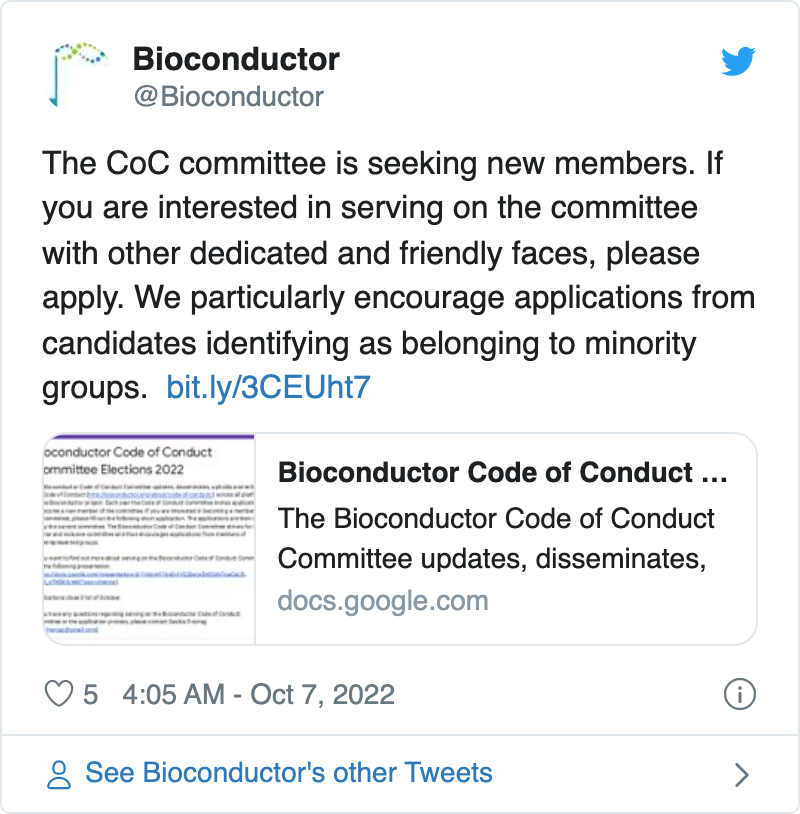 Bioconductor
@Bioconductor
The CoC committee is seeking new members. If
you are interested in serving on the committee
with other dedicated and friendly faces, please
apply. We particularly encourage applications from
candidates identifying as belonging to minority
groups. bit.ly/3CEUht7
oconductor Code of Conduct
ommittee Elections 2022
Bioconductor Code of Conduct ...
The Bioconductor Code of Conduct
Committee updates, disseminates,
docs.google.com
5 4:05 AM - Oct 7, 2022
See Bioconductor's other Tweets